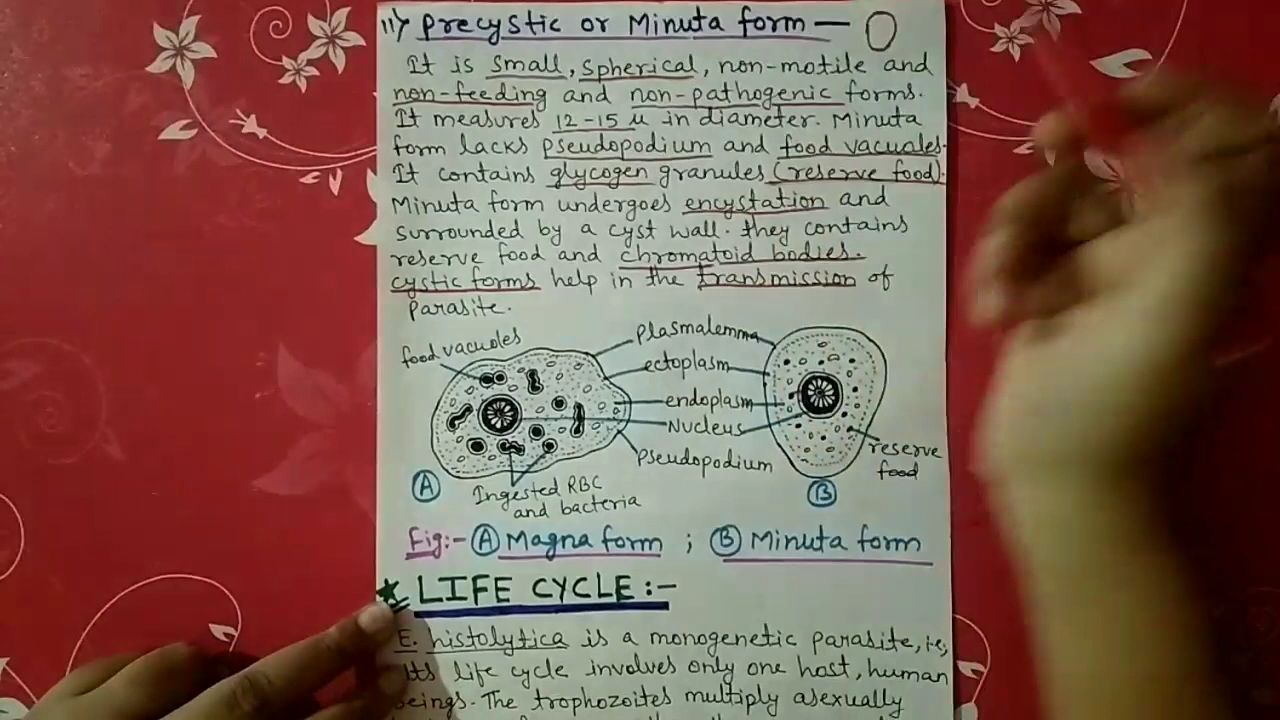 11) Precystic or Minuta form —
It is small, spherical, non-motile and
non-feeding and non-pathogenic forms.
It measures 12-15 μ in diameter. Minuta
form lacks pseudopodium and food vacuoles.
It contains glycogen granules (reserve food).
Minuta form undergoes encystation and
surrounded by a cyst wall. they contains
reserve food and chromatoid bodies.
cystic forms help in the transmission of
parasite.
food vacuoles
Plasmalemma
ectoplasm
endoplasm
Nucleus
Pseudopodium
reserve
food
Ingested RBC
and bacteria
A
B
Fig:- A Magna form ; B Minuta form
LIFE CYCLE:-
E. histolytica is a monogenetic parasite, i.e,
Its life cycle involves only one host, human
beings. The trophozoites multiply asexually